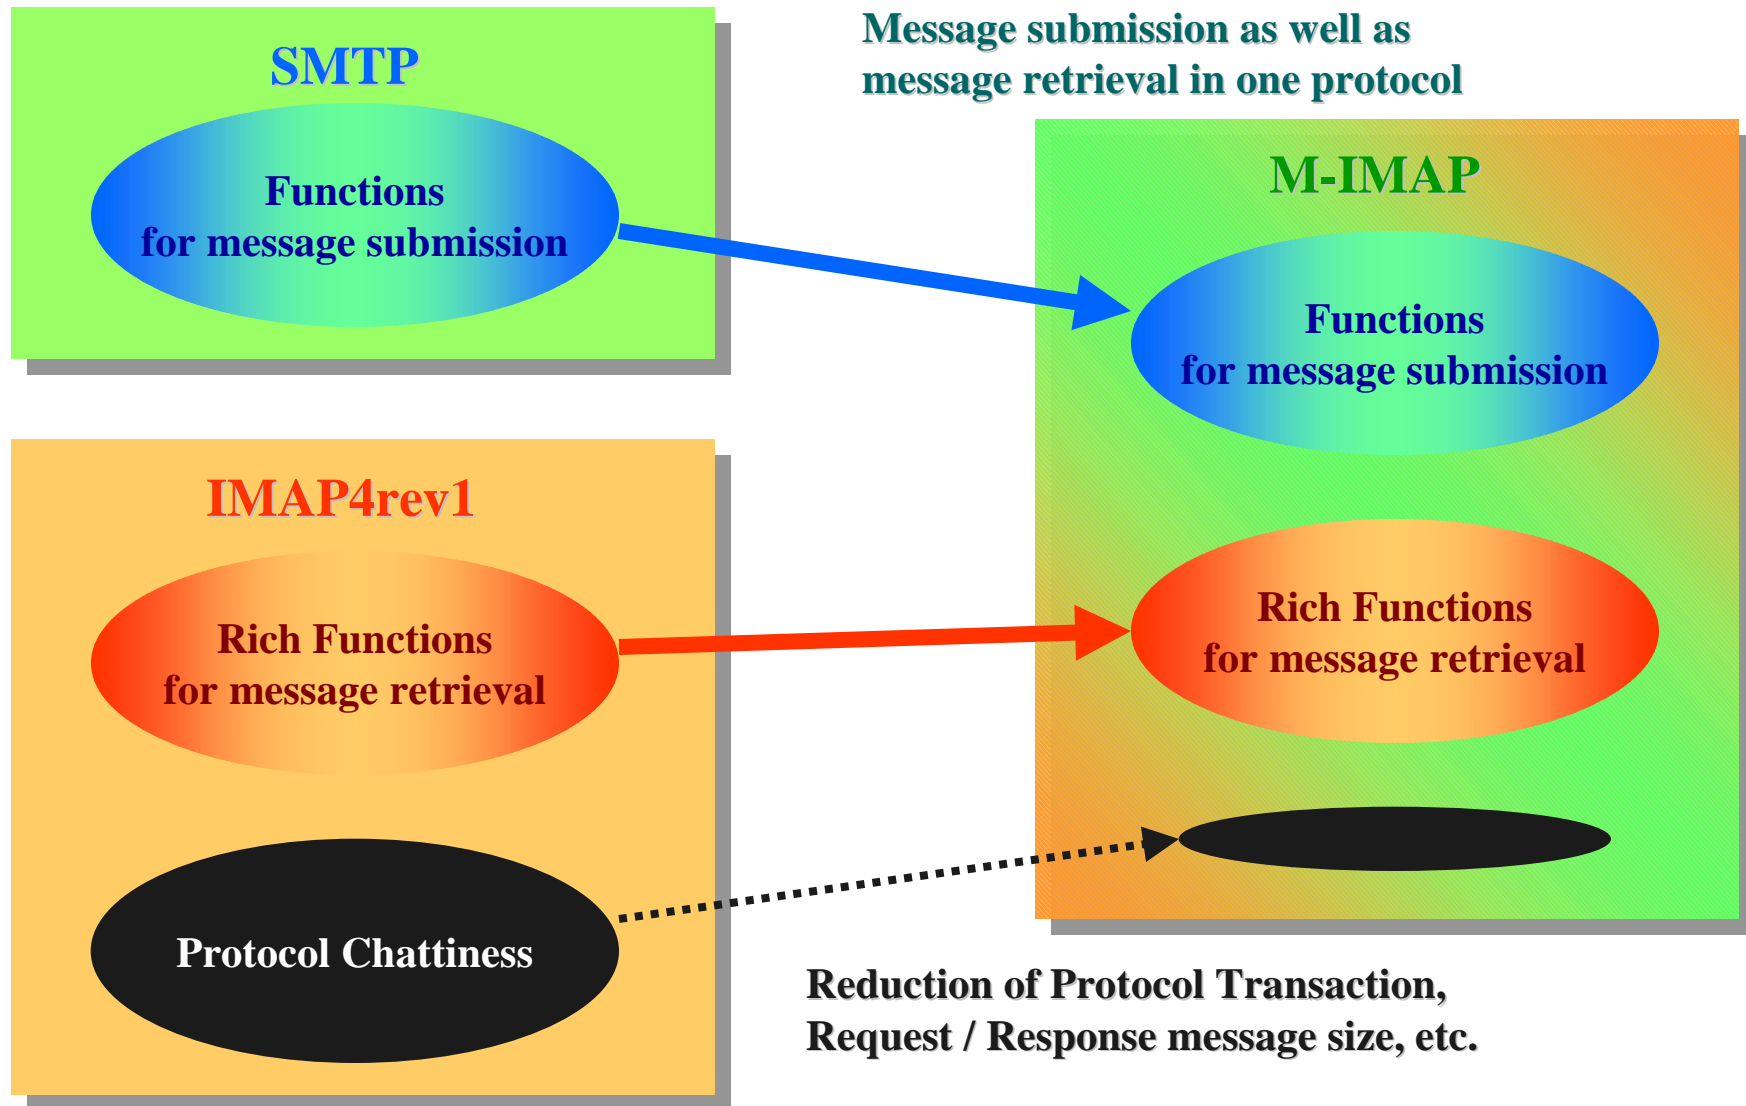 SMTP
Functions
for message submission
IMAP4rev1
Rich Functions
for message retrieval
Protocol Chattiness
Message submission as well as
message retrieval in one protocol
M-IMAP
Functions
for message submission
Rich Functions
for message retrieval
Reduction of Protocol Transaction,
Request / Response message size, etc.